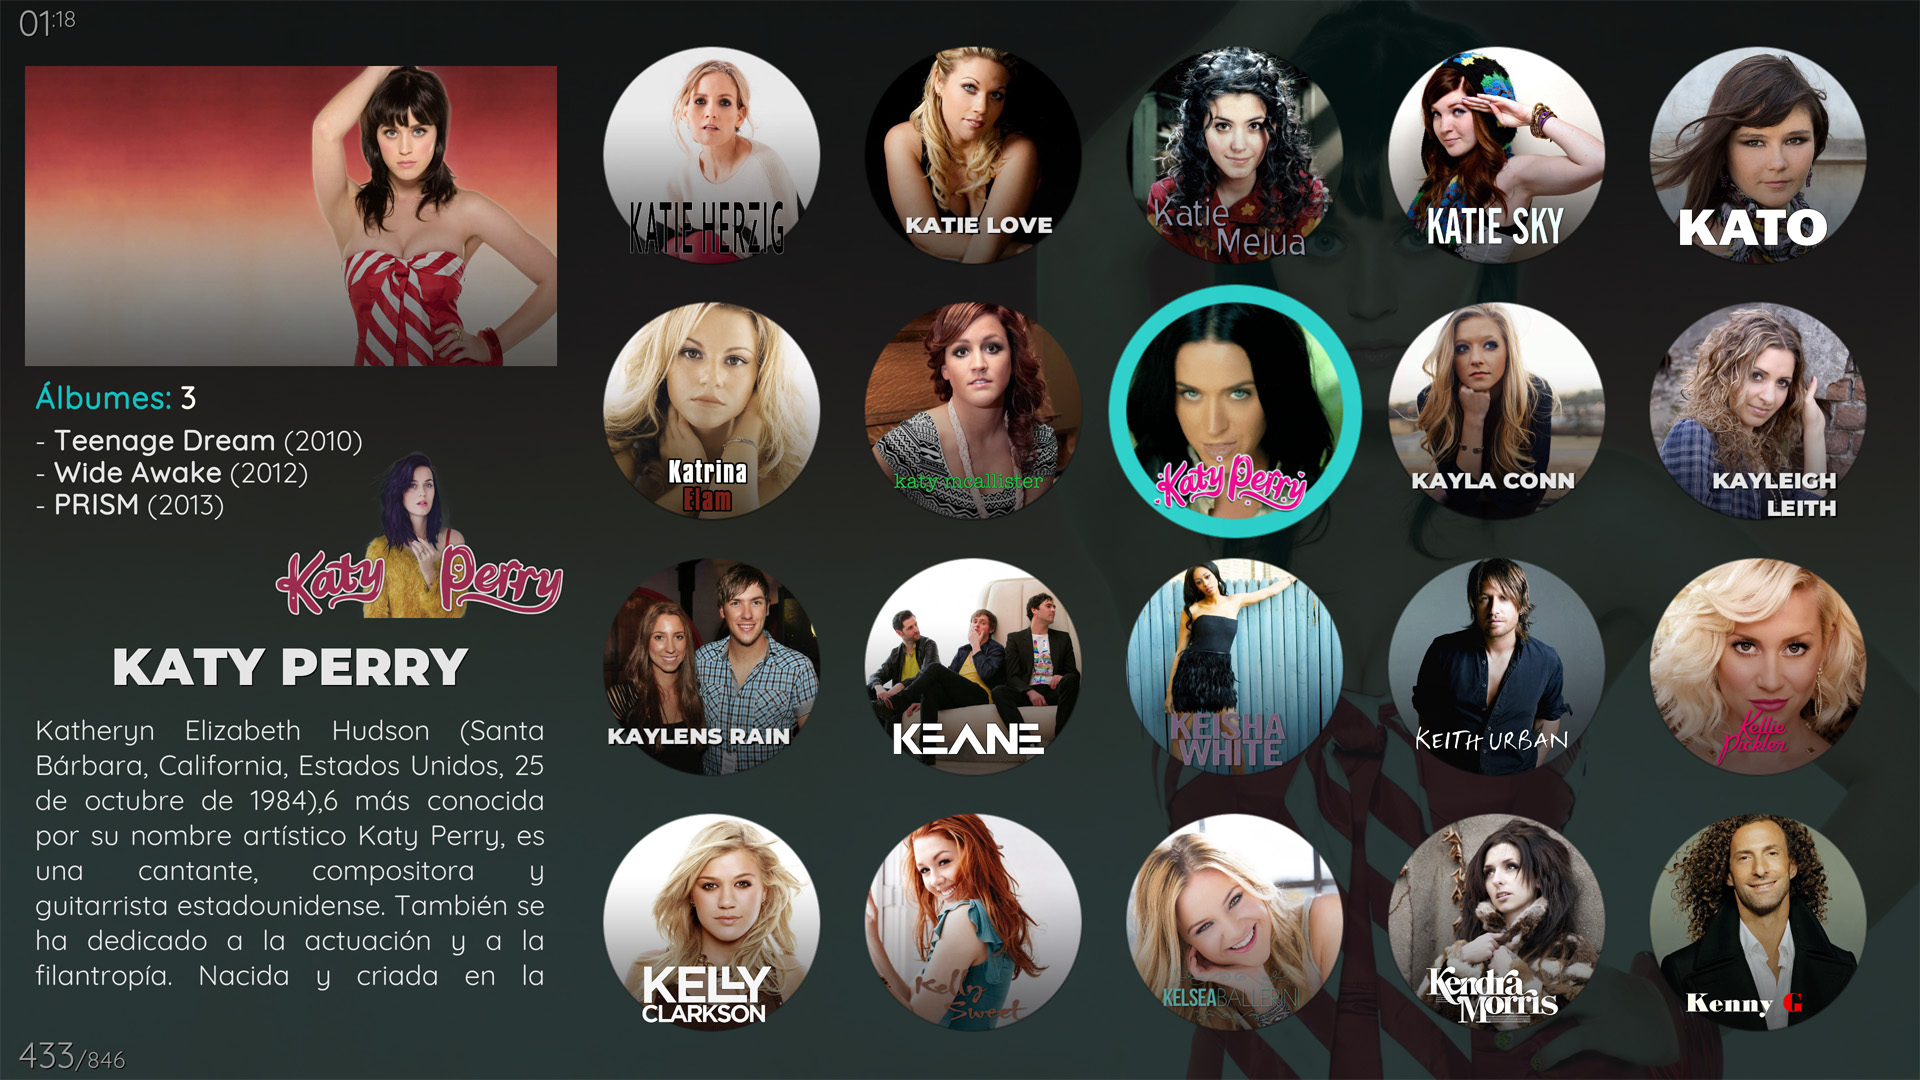 01:18
Álbumes: 3
- Teenage Dream (2010)
- Wide Awake (2012)
- PRISM (2013)
Katy Perry
KATY PERRY
Katheryn Elizabeth Hudson (Santa
Bárbara, California, Estados Unidos, 25
de octubre de 1984),6 más conocida
por su nombre artístico Katy Perry, es
una cantante, compositora y
guitarrista estadounidense. También se
ha dedicado a la actuación y a la
filantropía. Nacida y criada en la
433/846
KATIE HERZIG
KATIE LOVE
Katie
Melua
KATIE SKY
KATO
Katrina
Elam
katy mcallister
Katy Perry
KAYLA CONN
KAYLEIGH
LEITH
KAYLENS RAIN
KEANE
KEISHA
WHITE
KEITH URBAN
Kellie
Pickler
KELLY
CLARKSON
Kelly
Sweet
KELSEA BALLERINI
Kendra
Morris
Kenny G